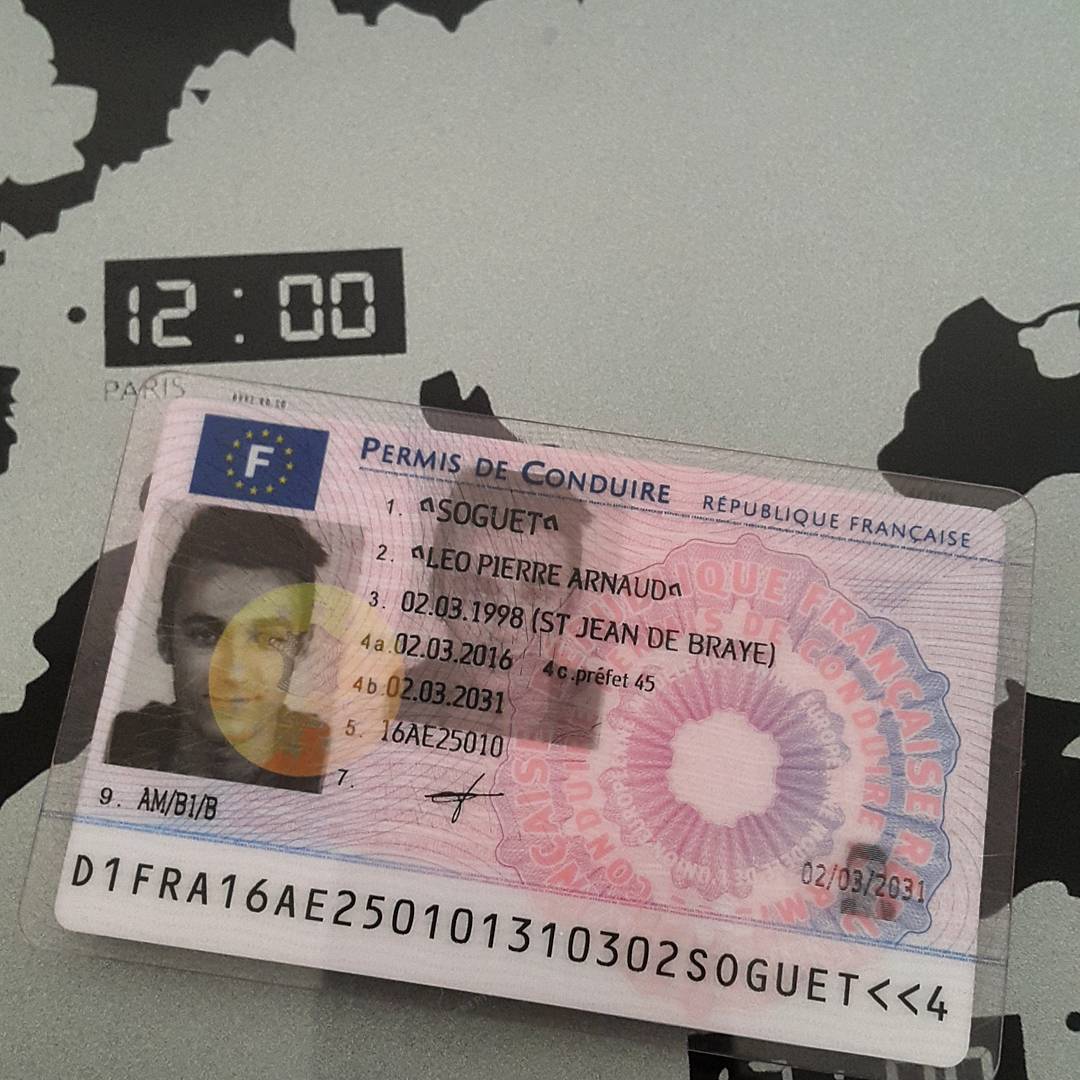 12:00
PARIS
F
PERMIS DE CONDUIRE RÉPUBLIQUE FRANÇAISE
1. "SOGUET"
2. "LEO PIERRE ARNAUD"
3. 02.03.1998 (ST JEAN DE BRAYE)
4a.02.03.2016 4c.préfet 45
4b.02.03.2031
5. 16AE25010
7.
9. AM/B1/B
02/03/2031
D1FRA16AE250101310302SOGUET<<4